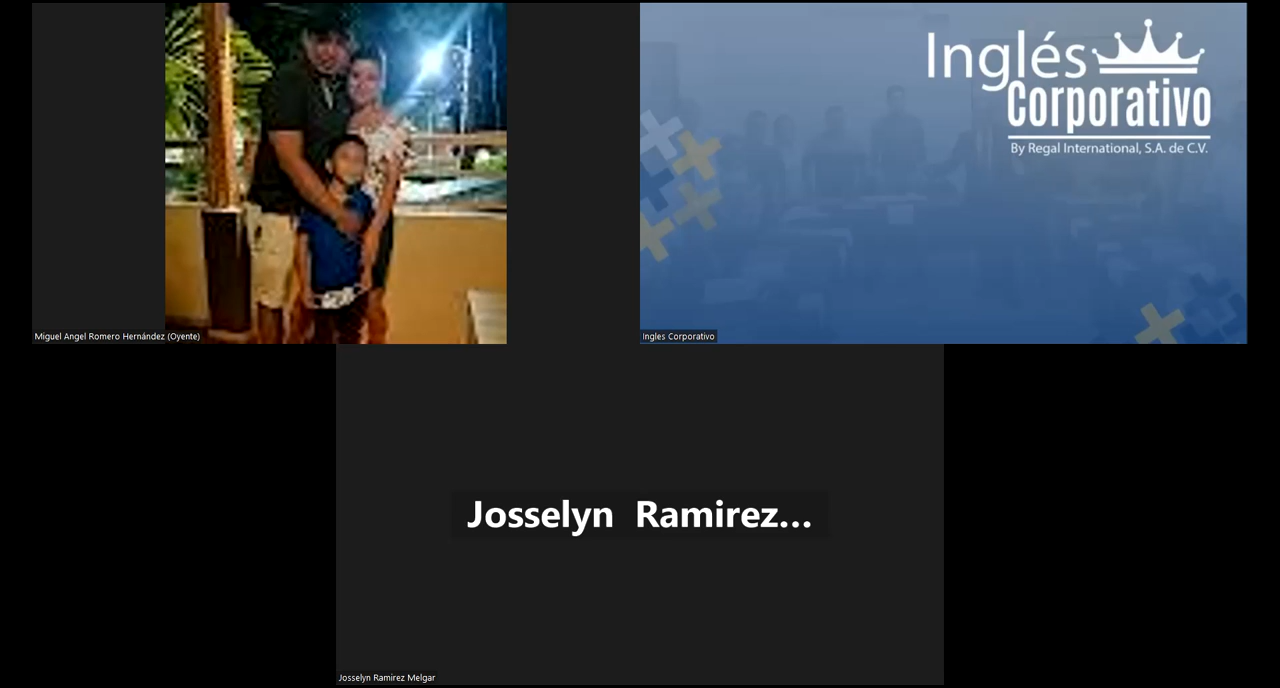 Inglés
Corporativo
By Regal International, S.A. de C.V.
Miguel Angel Romero Hernández (Oyente)
Ingles Corporativo
Josselyn Ramirez...
Josselyn Ramirez Melgar